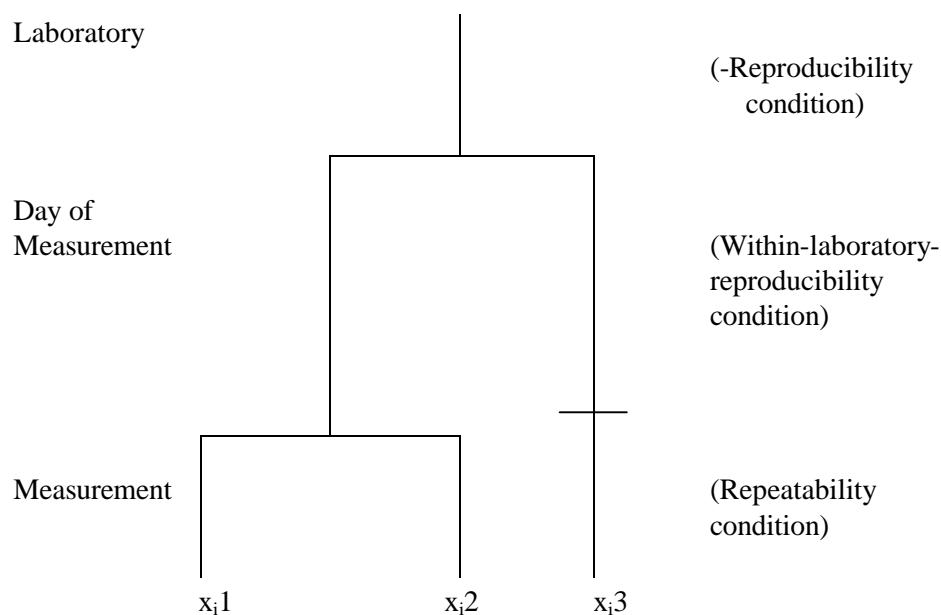 Laboratory
(-Reproducibility
condition)
Day of
Measurement
(Within-laboratory-
reproducibility
condition)
Measurement
(Repeatability
condition)
xᵢ1 xᵢ2 xᵢ3